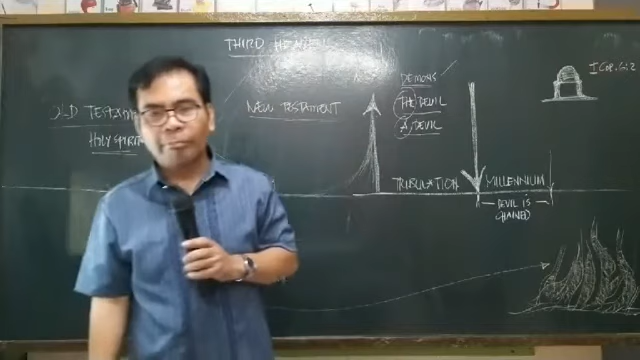 THIRD HEAVEN
OLD TESTAMENT
HOLY SPIRIT
NEW TESTAMENT
DEMONS
THE DEVIL
A DEVIL
TRIBULATION
MILLENNIUM
DEVIL IS
CHAINED
I COR. 6:2